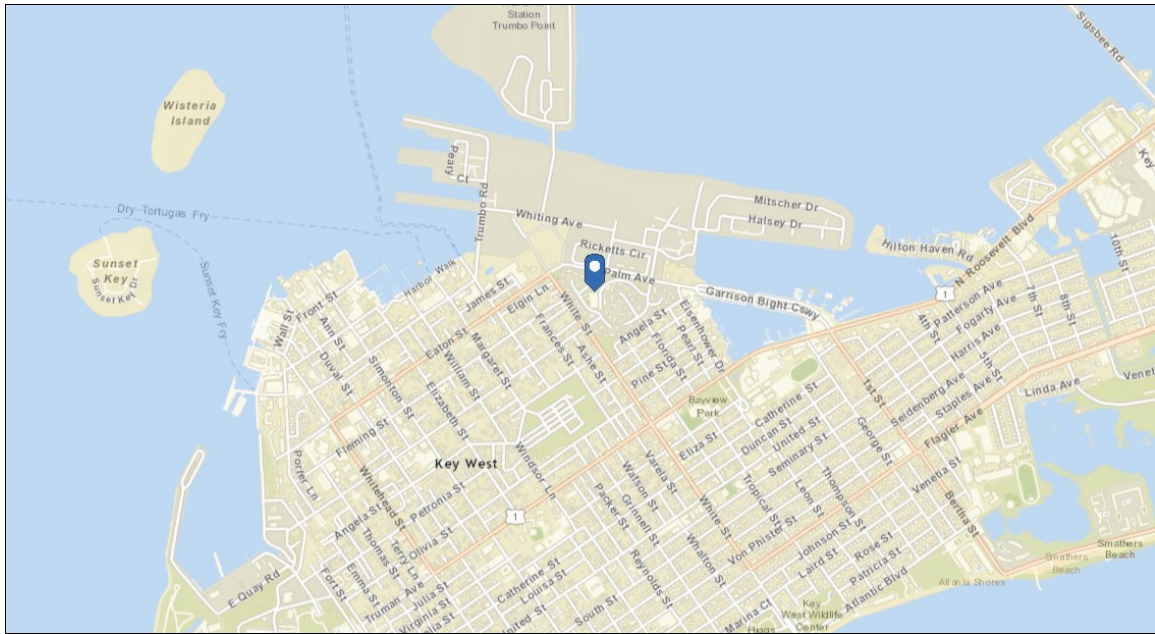 Station
Trumbo Point
Sigsbee Rd
Wisteria
Island
Peary
Ct
Key
Mitscher Dr
Trumbo Rd
Dry Tortugas Fry
Whiting Ave
Halsey Dr
Hilton Haven Rd
N Roosevelt Blvd
10th St
Ricketts Cir
Sunset
Key
Sunset Key Dr
Sunset Key Fry
Harbor Walk
Palm Ave
Garrison Bight Cswy
1
Patterson Ave
7th St
8th St
Front St
James St
Elgin Ln
White St
Wall St
Ann St
Eisenhower Dr
Fogarty Ave
4th St
Harris Ave
Angela St
Pearl St
Eaton St
Margaret St
Frances St
Ashe St
Florida St
5th St
Duval St
Simonton St
William St
Pine St
1st St
Seidenberg Ave
Staples Ave
Linda Ave
Elizabeth St
Bayview
Park
Catherine St
Flagler Ave
Fleming St
Duncan St
United St
George St
Eliza St
Seminary St
Key West
Windsor Ln
Porter Ln
Whitehead St
Petronia St
Watson St
Varela St
Venetia St
Grinnell St
Packer St
Tropical St
Leon St
Thompson St
Bertha St
Angela St
1
White St
Olivia St
Von Phister St
Johnson St
Terry Ln
Thomas St
Whalton St
Rose St
Laird St
Patricia St
Smathers
Beach
Smathers
Beach
E Quay Rd
Fort St
Emma St
Truman Ave
Julia St
Catherine St
Louisa St
Reynolds St
Atlanta Shores
Atlantic Blvd
Virginia St
South St
United St
Marina Ct
Key
West Wildlife
Center
Higgs